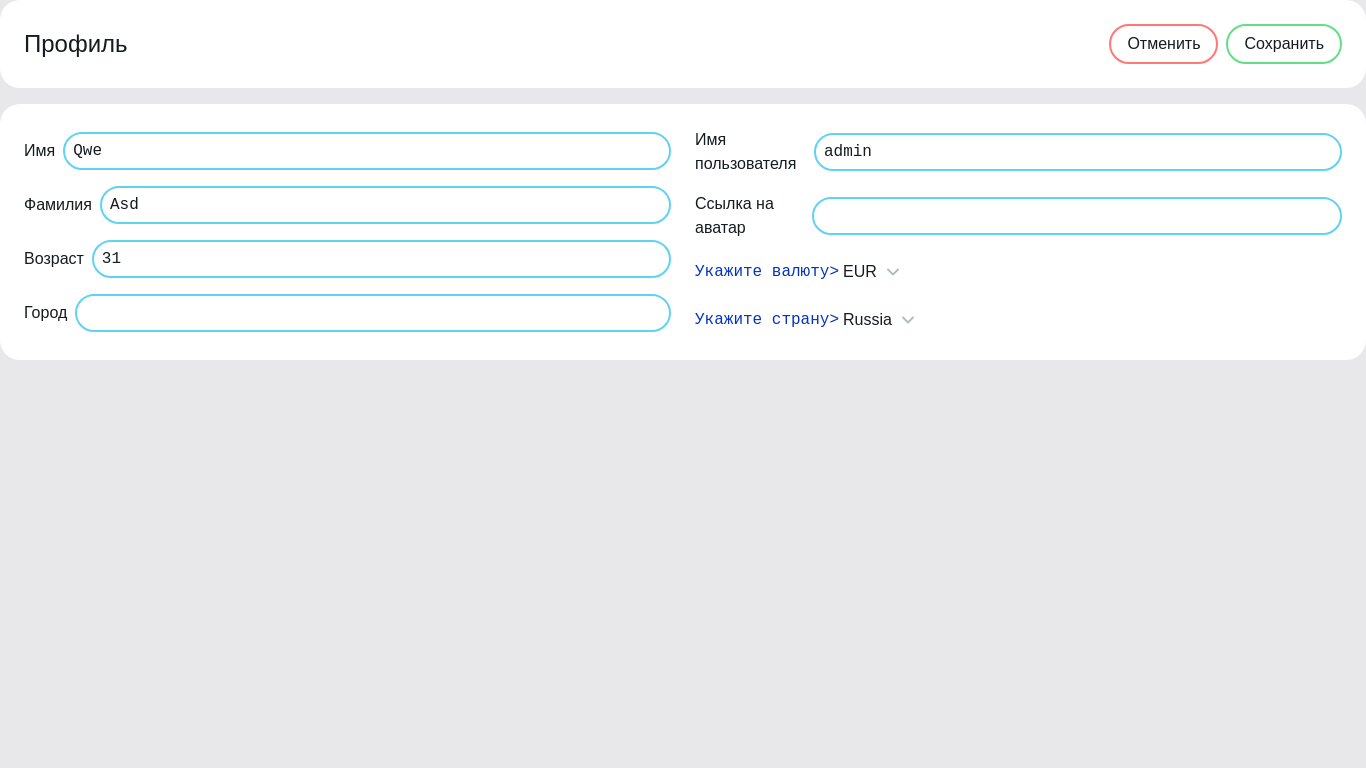 Профиль
Отменить
Сохранить
Имя
Qwe
Фамилия
Asd
Возраст
31
Город
Имя
пользователя
admin
Ссылка на
аватар
Укажите валюту> EUR
Укажите страну> Russia